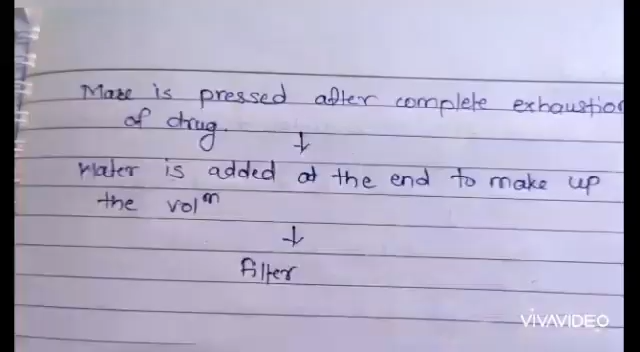 Marc is pressed after complete exhaustion
of drug.
↓
Water is added at the end to make up
the volᵐ
↓
filter
VIVAVIDEO